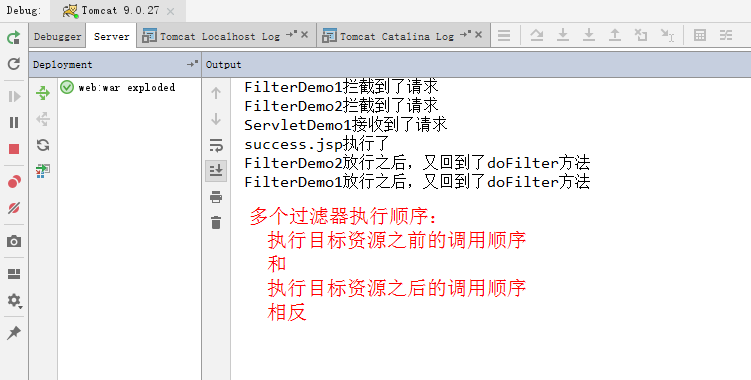 Debug: Tomcat 9.0.27
Debugger Server Tomcat Localhost Log Tomcat Catalina Log
Deployment Output
web:war exploded
FilterDemo1拦截到了请求
FilterDemo2拦截到了请求
ServletDemo1接收到了请求
success.jsp执行了
FilterDemo2放行之后，又回到了doFilter方法
FilterDemo1放行之后，又回到了doFilter方法
多个过滤器执行顺序：
执行目标资源之前的调用顺序
和
执行目标资源之后的调用顺序
相反